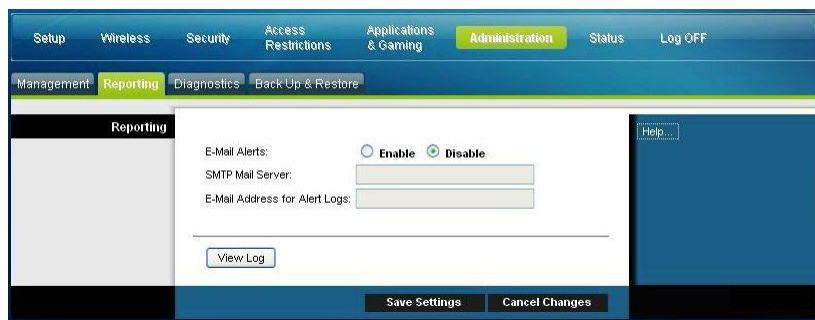 Setup Wireless Security Access Restrictions Applications & Gaming Administration Status Log OFF
Management Reporting Diagnostics Back Up & Restore
Reporting
Help...
E-Mail Alerts: Enable Disable
SMTP Mail Server:
E-Mail Address for Alert Logs:
View Log
Save Settings Cancel Changes